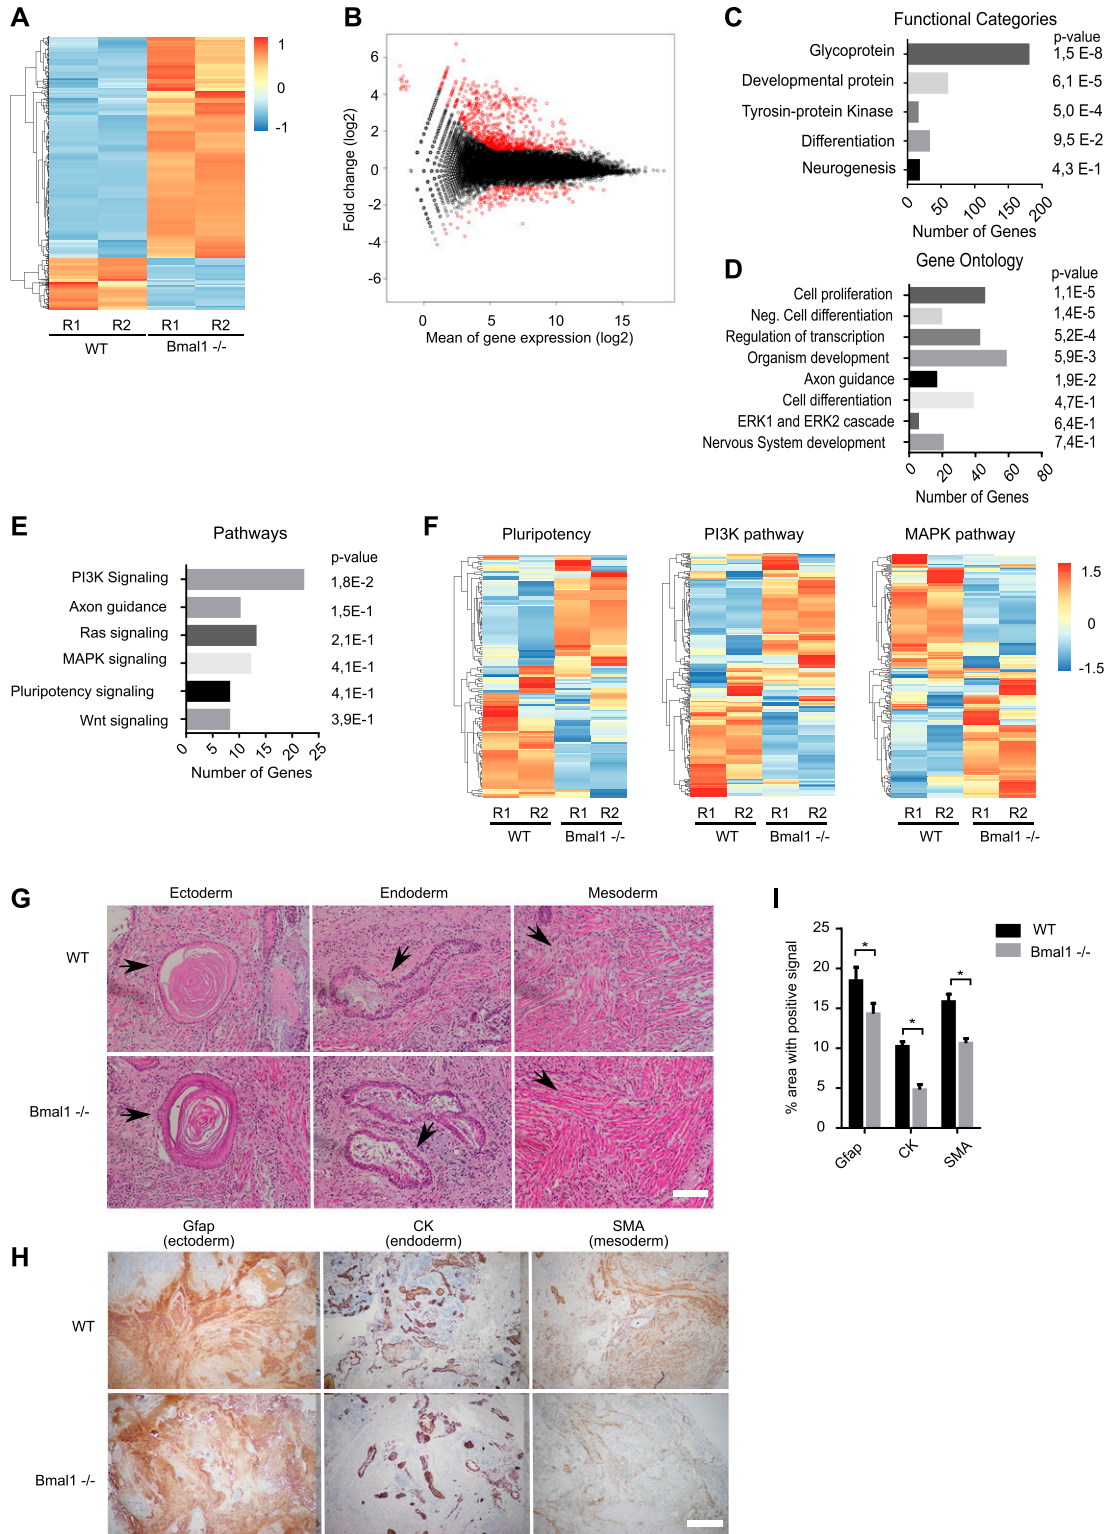 A
1
0
-1
R1 R2 R1 R2
WT Bmal1 -/-
B
Fold change (log2)
6
4
2
0
-2
-4
-6
0 5 10 15
Mean of gene expression (log2)
C
Functional Categories
p-value
Glycoprotein 1,5 E-8
Developmental protein 6,1 E-5
Tyrosin-protein Kinase 5,0 E-4
Differentiation 9,5 E-2
Neurogenesis 4,3 E-1
0 50 100 150 200
Number of Genes
D
Gene Ontology
p-value
Cell proliferation 1,1E-5
Neg. Cell differentiation 1,4E-5
Regulation of transcription 5,2E-4
Organism development 5,9E-3
Axon guidance 1,9E-2
Cell differentiation 4,7E-1
ERK1 and ERK2 cascade 6,4E-1
Nervous System development 7,4E-1
0 20 40 60 80
Number of Genes
E
Pathways
p-value
PI3K Signaling 1,8E-2
Axon guidance 1,5E-1
Ras signaling 2,1E-1
MAPK signaling 4,1E-1
Pluripotency signaling 4,1E-1
Wnt signaling 3,9E-1
0 5 10 15 20 25
Number of Genes
F
Pluripotency PI3K pathway MAPK pathway
1.5
0
-1.5
R1 R2 R1 R2 R1 R2 R1 R2 R1 R2 R1 R2
WT Bmal1 -/- WT Bmal1 -/- WT Bmal1 -/-
G
Ectoderm Endoderm Mesoderm
WT
Bmal1 -/-
H
Gfap CK SMA
(ectoderm) (endoderm) (mesoderm)
WT
Bmal1 -/-
I
WT
Bmal1 -/-
% area with positive signal
25
20
15
10
5
0
* * *
Gfap CK SMA